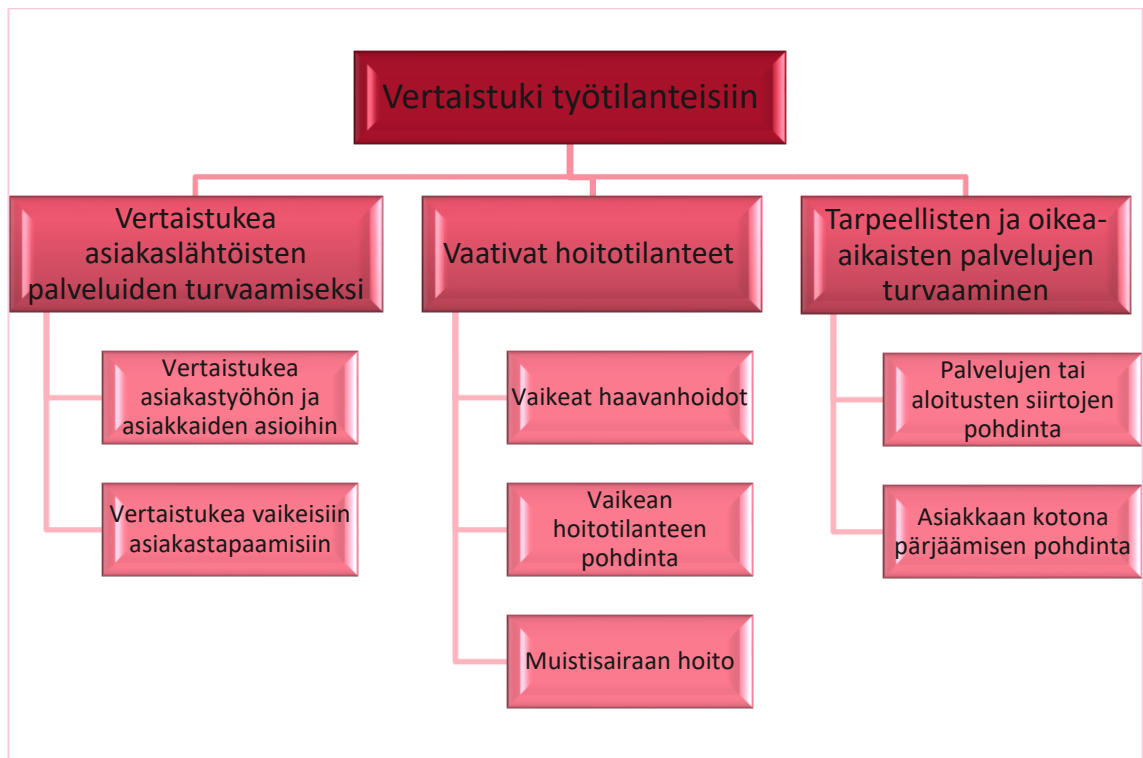 Vertaistuki työtilanteisiin
Vertaistukea
asiakaslähtöisten
palveluiden turvaamiseksi
Vertaistukea
asiakastyöhön ja
asiakkaiden asioihin
Vertaistukea vaikeisiin
asiakastapaamisiin
Vaativat hoitotilanteet
Vaikeat haavanhoidot
Vaikean
hoitotilanteen
pohdinta
Muistisairaan hoito
Tarpeellisten ja oikea-
aikaisten palvelujen
turvaaminen
Palvelujen tai
aloitusten siirtojen
pohdinta
Asiakkaan kotona
pärjäämisen pohdinta